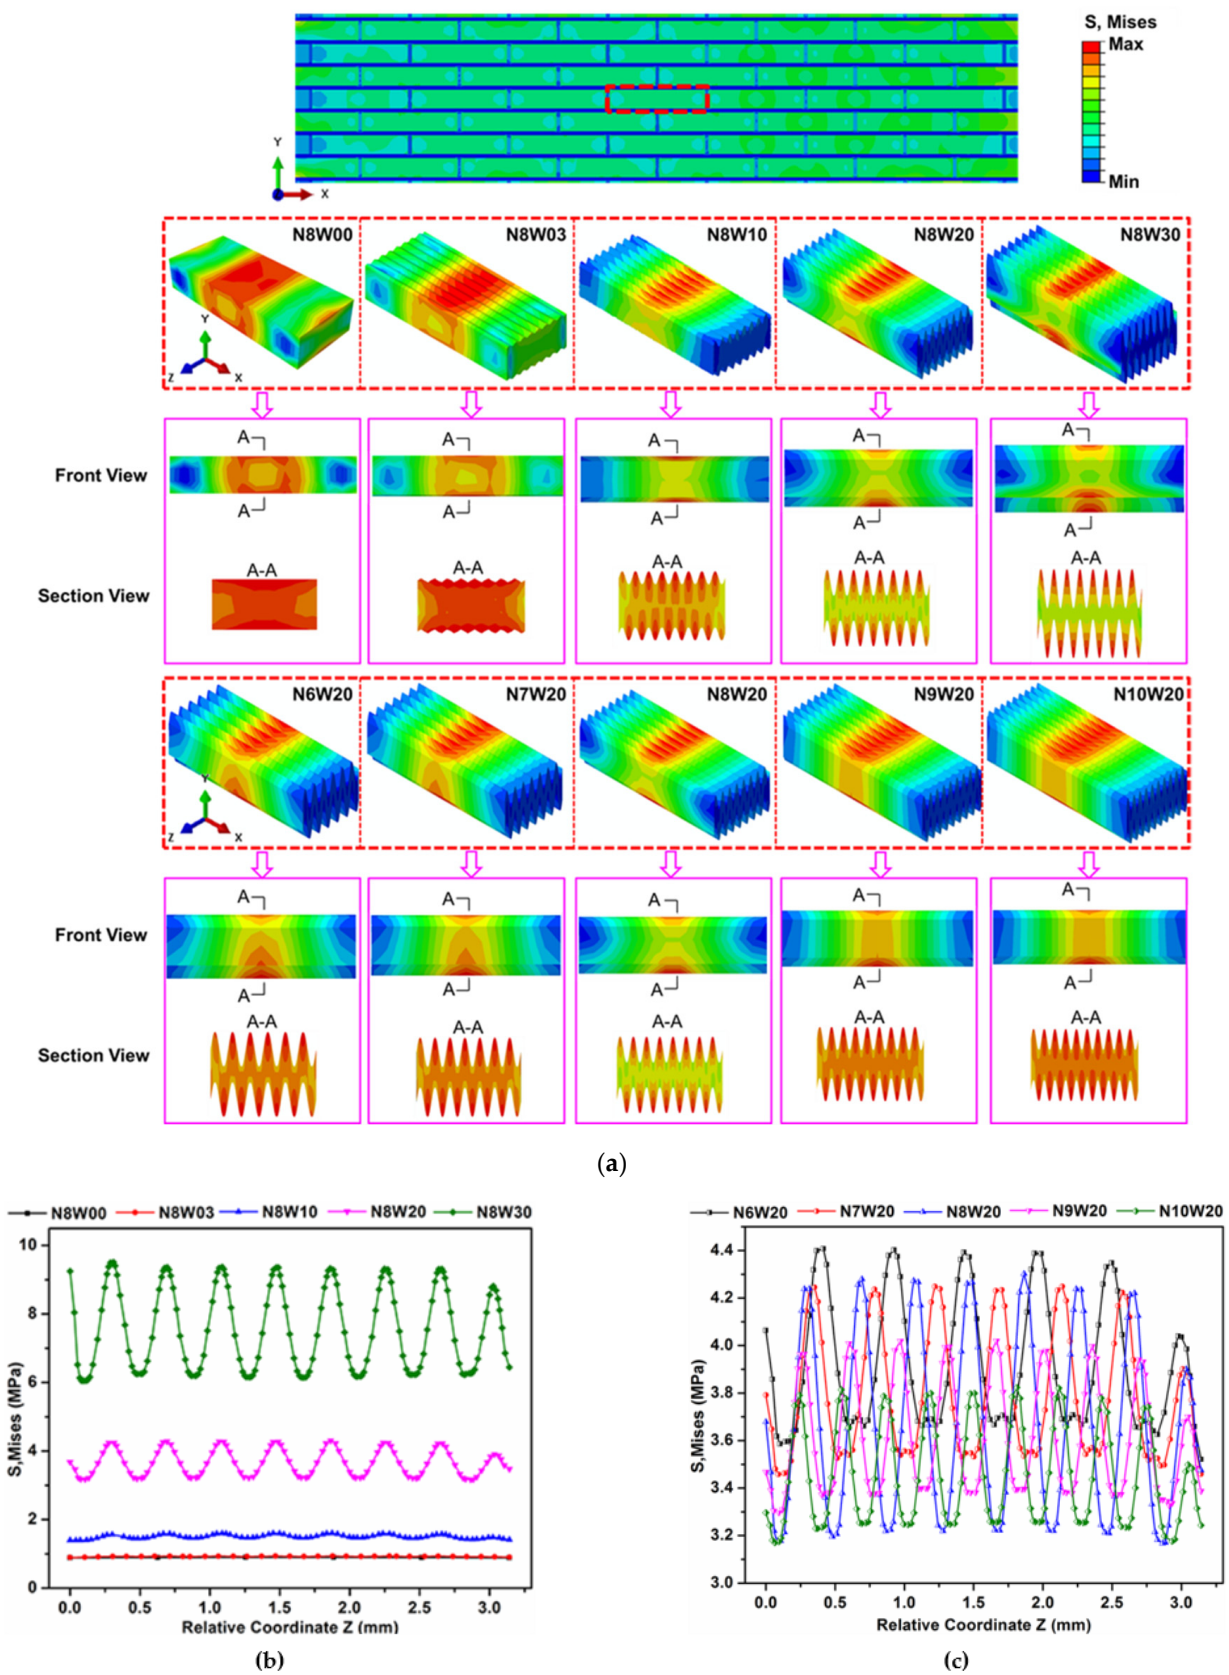 S, Mises
Max
Min
Y
X
N8W00 N8W03 N8W10 N8W20 N8W30
Y
Z X
A A A A A
Front View
A A A A A
A-A A-A A-A A-A A-A
Section View
N6W20 N7W20 N8W20 N9W20 N10W20
Y
Z X
A A A A A
Front View
A A A A A
A-A A-A A-A A-A A-A
Section View
(a)
N8W00 N8W03 N8W10 N8W20 N8W30
10
8
6
4
2
0
S,Mises (MPa)
0.0 0.5 1.0 1.5 2.0 2.5 3.0
Relative Coordinate Z (mm)
(b)
N6W20 N7W20 N8W20 N9W20 N10W20
4.4
4.2
4.0
3.8
3.6
3.4
3.2
3.0
S,Mises (MPa)
0.0 0.5 1.0 1.5 2.0 2.5 3.0
Relative Coordinate Z (mm)
(c)